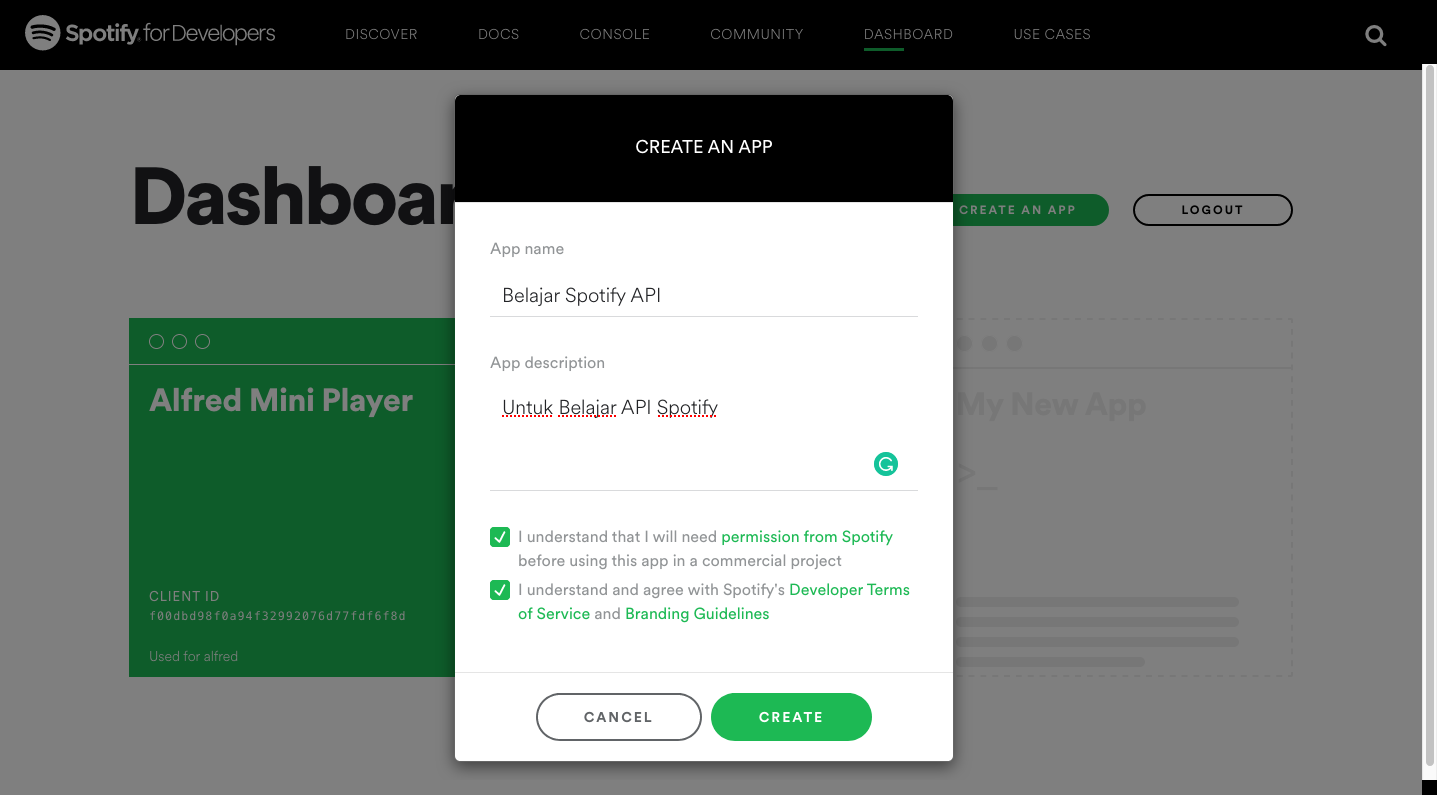 Spotify for Developers
DISCOVER
DOCS
CONSOLE
COMMUNITY
DASHBOARD
USE CASES
CREATE AN APP
Dashboar
CREATE AN APP
LOGOUT
App name
Belajar Spotify API
App description
Untuk Belajar API Spotify
Alfred Mini Player
My New App
>_
I understand that I will need permission from Spotify
before using this app in a commercial project
I understand and agree with Spotify's Developer Terms
of Service and Branding Guidelines
CLIENT ID
f00dbd98f0a94f32992076d77fdf6f8d
Used for alfred
CANCEL
CREATE